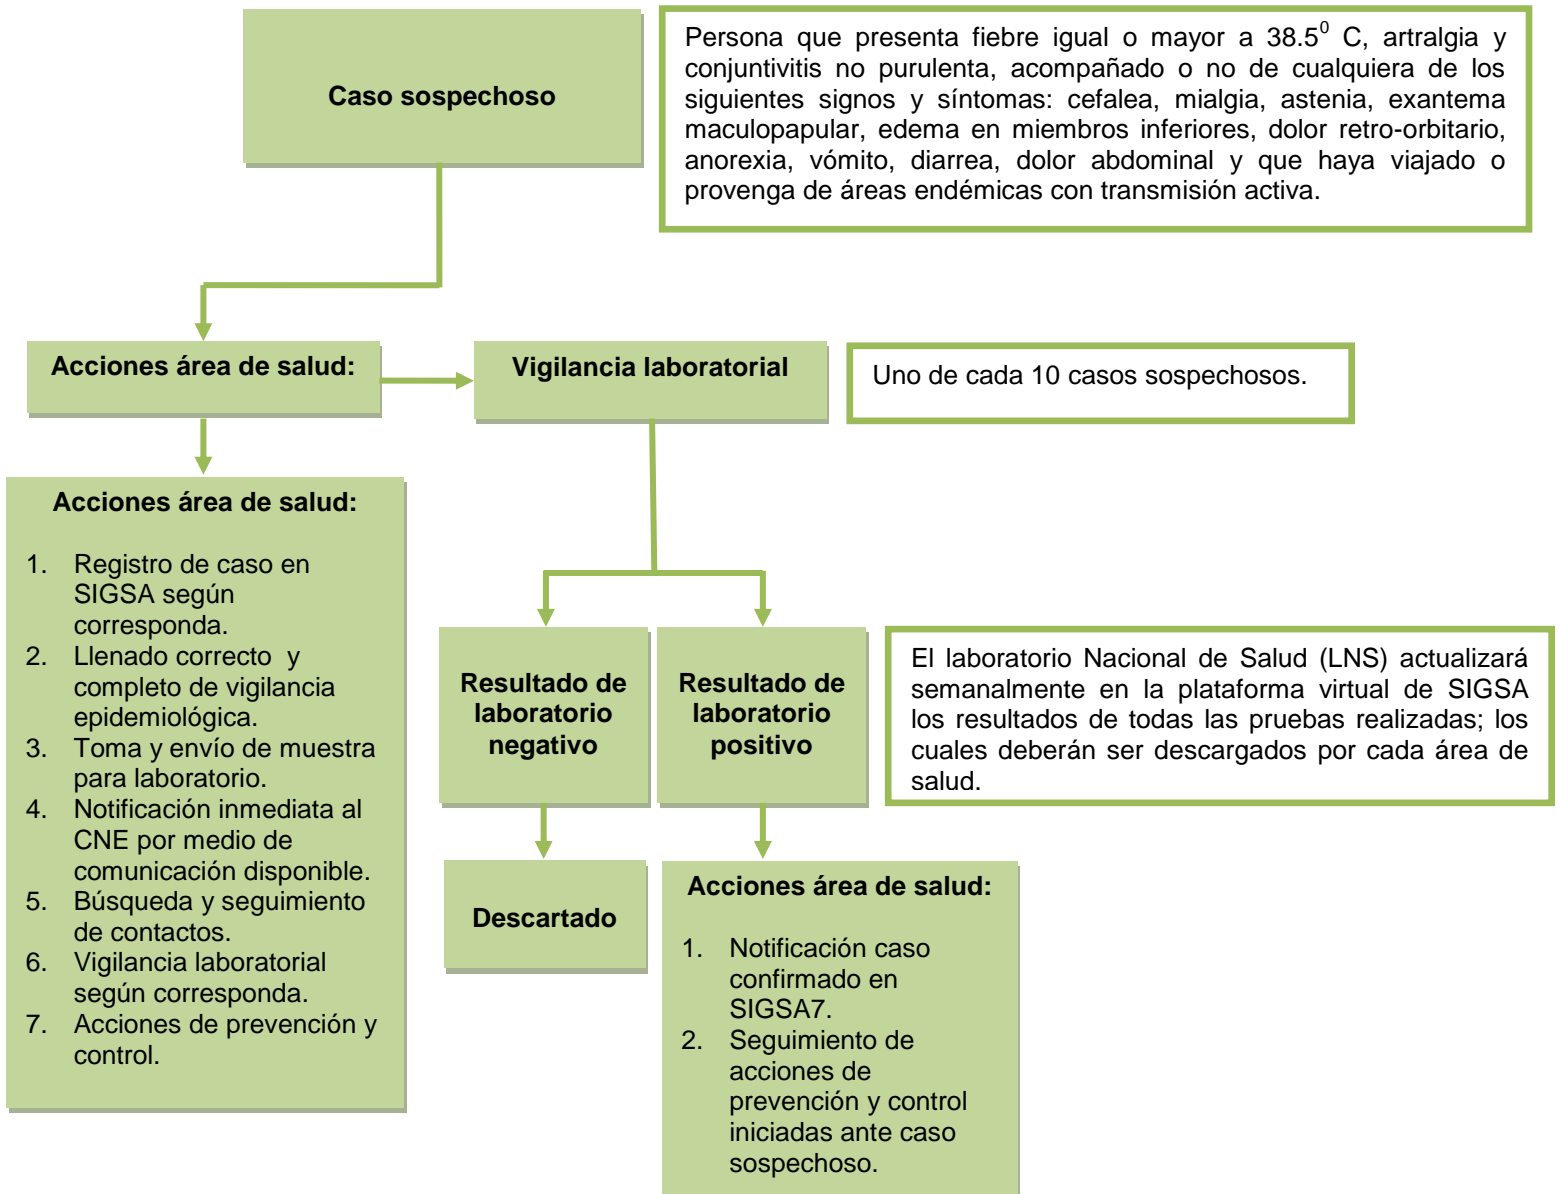 Caso sospechoso
Persona que presenta fiebre igual o mayor a 38.5⁰ C, artralgia y
conjuntivitis no purulenta, acompañado o no de cualquiera de los
siguientes signos y síntomas: cefalea, mialgia, astenia, exantema
maculopapular, edema en miembros inferiores, dolor retro-orbitario,
anorexia, vómito, diarrea, dolor abdominal y que haya viajado o
provenga de áreas endémicas con transmisión activa.
Acciones área de salud:
Vigilancia laboratorial
Uno de cada 10 casos sospechosos.
Acciones área de salud:
1. Registro de caso en
SIGSA según
corresponda.
2. Llenado correcto y
completo de vigilancia
epidemiológica.
3. Toma y envío de muestra
para laboratorio.
4. Notificación inmediata al
CNE por medio de
comunicación disponible.
5. Búsqueda y seguimiento
de contactos.
6. Vigilancia laboratorial
según corresponda.
7. Acciones de prevención y
control.
Resultado de
laboratorio
negativo
Resultado de
laboratorio
positivo
El laboratorio Nacional de Salud (LNS) actualizará
semanalmente en la plataforma virtual de SIGSA
los resultados de todas las pruebas realizadas; los
cuales deberán ser descargados por cada área de
salud.
Descartado
Acciones área de salud:
1. Notificación caso
confirmado en
SIGSA7.
2. Seguimiento de
acciones de
prevención y control
iniciadas ante caso
sospechoso.